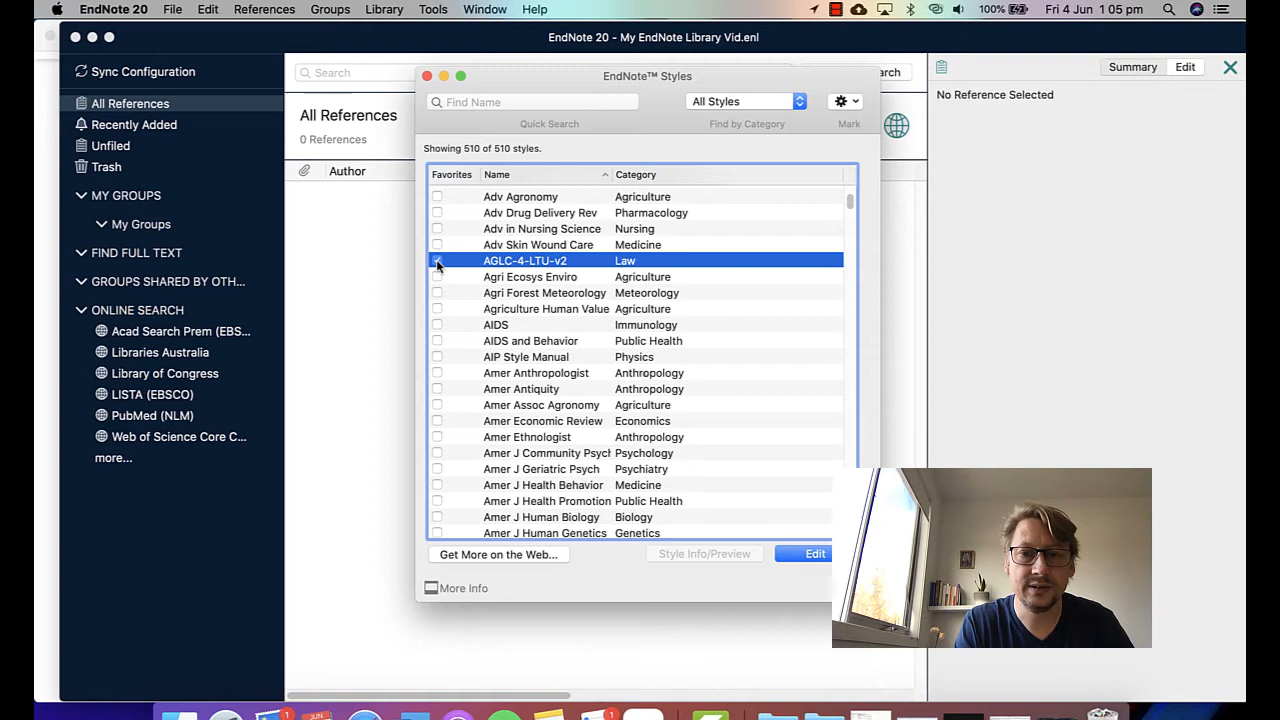 EndNote 20 File Edit References Groups Library Tools Window Help 100% Fri 4 Jun 1 05 pm
EndNote 20 - My EndNote Library Vid.enl
Sync Configuration
All References
Recently Added
Unfiled
Trash
MY GROUPS
My Groups
FIND FULL TEXT
GROUPS SHARED BY OTH...
ONLINE SEARCH
Acad Search Prem (EBS...
Libraries Australia
Library of Congress
LISTA (EBSCO)
PubMed (NLM)
Web of Science Core C...
more...
Search
All References
0 References
Author
EndNote™ Styles
Find Name
All Styles
Quick Search
Find by Category
Mark
Showing 510 of 510 styles.
Favorites Name Category
Adv Agronomy Agriculture
Adv Drug Delivery Rev Pharmacology
Adv in Nursing Science Nursing
Adv Skin Wound Care Medicine
AGLC-4-LTU-v2 Law
Agri Ecosys Enviro Agriculture
Agri Forest Meteorology Meteorology
Agriculture Human Value Agriculture
AIDS Immunology
AIDS and Behavior Public Health
AIP Style Manual Physics
Amer Anthropologist Anthropology
Amer Antiquity Anthropology
Amer Assoc Agronomy Agriculture
Amer Economic Review Economics
Amer Ethnologist Anthropology
Amer J Community Psych Psychology
Amer J Geriatric Psych Psychiatry
Amer J Health Behavior Medicine
Amer J Health Promotion Public Health
Amer J Human Biology Biology
Amer J Human Genetics Genetics
Get More on the Web...
Style Info/Preview
Edit
More Info
arch
Summary
Edit
No Reference Selected
1
JUN
1